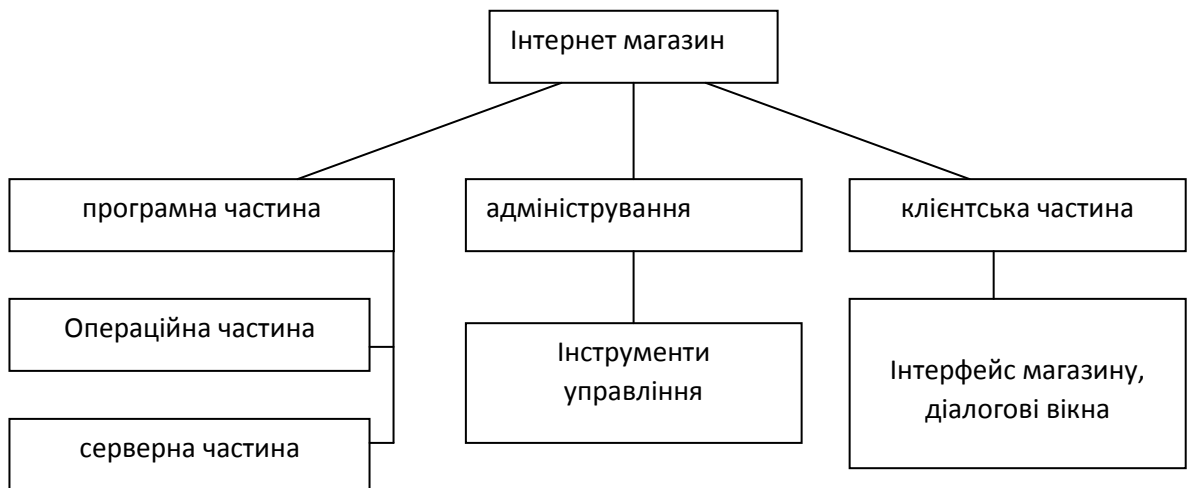 Інтернет магазин
програмна частина
адміністрування
клієнтська частина
Операційна частина
Інструменти
управління
Інтерфейс магазину,
діалогові вікна
серверна частина